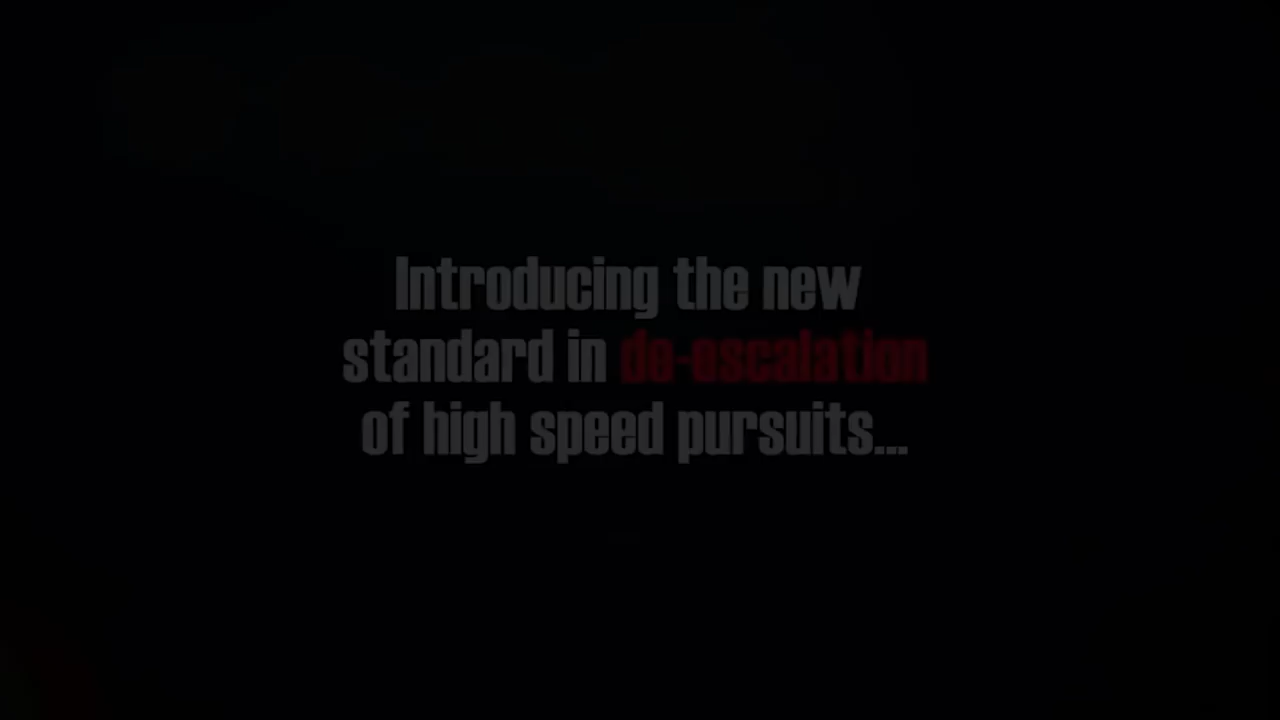 Introducing the new
standard in de-escalation
of high speed pursuits...